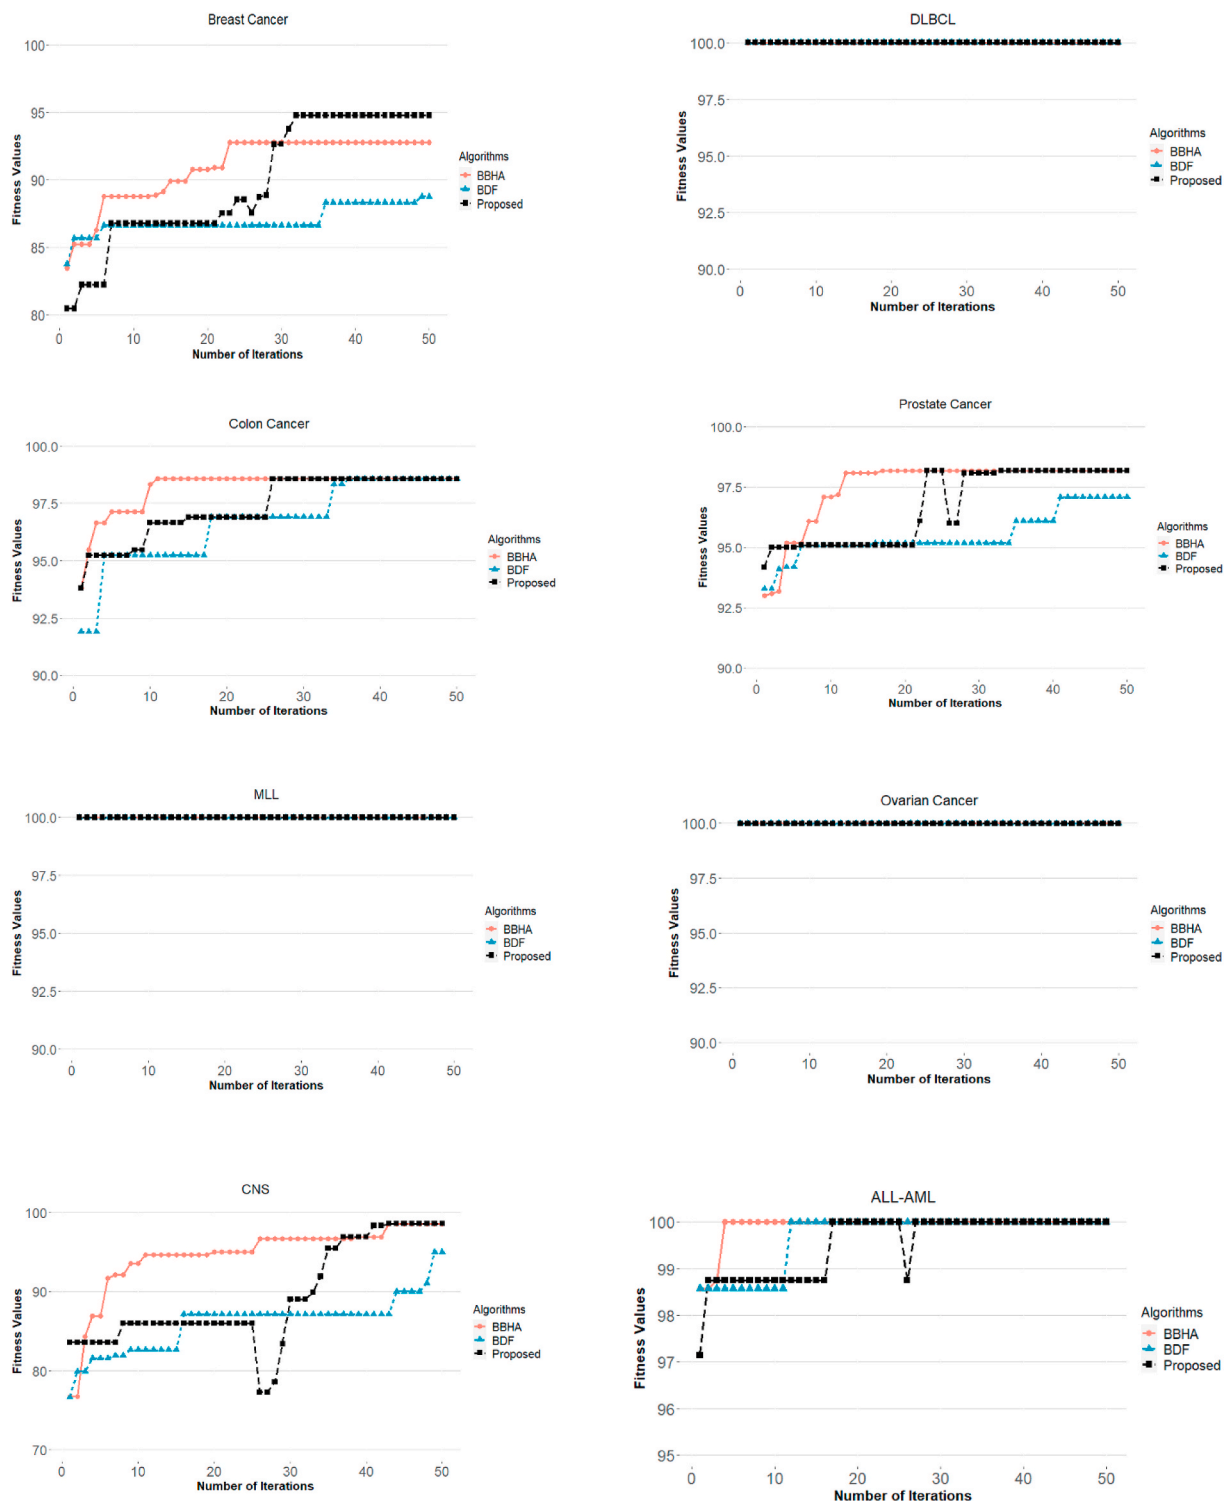 Breast Cancer
100
95
90
85
80
Fitness Values
0 10 20 30 40 50
Number of Iterations
Algorithms
BBHA
BDF
Proposed
DLBCL
100.0
97.5
95.0
92.5
90.0
Fitness Values
0 10 20 30 40 50
Number of Iterations
Algorithms
BBHA
BDF
Proposed
Colon Cancer
100.0
97.5
95.0
92.5
90.0
Fitness Values
0 10 20 30 40 50
Number of Iterations
Algorithms
BBHA
BDF
Proposed
Prostate Cancer
100.0
97.5
95.0
92.5
90.0
Fitness Values
0 10 20 30 40 50
Number of Iterations
Algorithms
BBHA
BDF
Proposed
MLL
100.0
97.5
95.0
92.5
90.0
Fitness Values
0 10 20 30 40 50
Number of Iterations
Algorithms
BBHA
BDF
Proposed
Ovarian Cancer
100.0
97.5
95.0
92.5
90.0
Fitness Values
0 10 20 30 40 50
Number of Iterations
Algorithms
BBHA
BDF
Proposed
CNS
100
90
80
70
Fitness Values
0 10 20 30 40 50
Number of Iterations
Algorithms
BBHA
BDF
Proposed
ALL-AML
100
99
98
97
96
95
Fitness Values
0 10 20 30 40 50
Number of Iterations
Algorithms
BBHA
BDF
Proposed